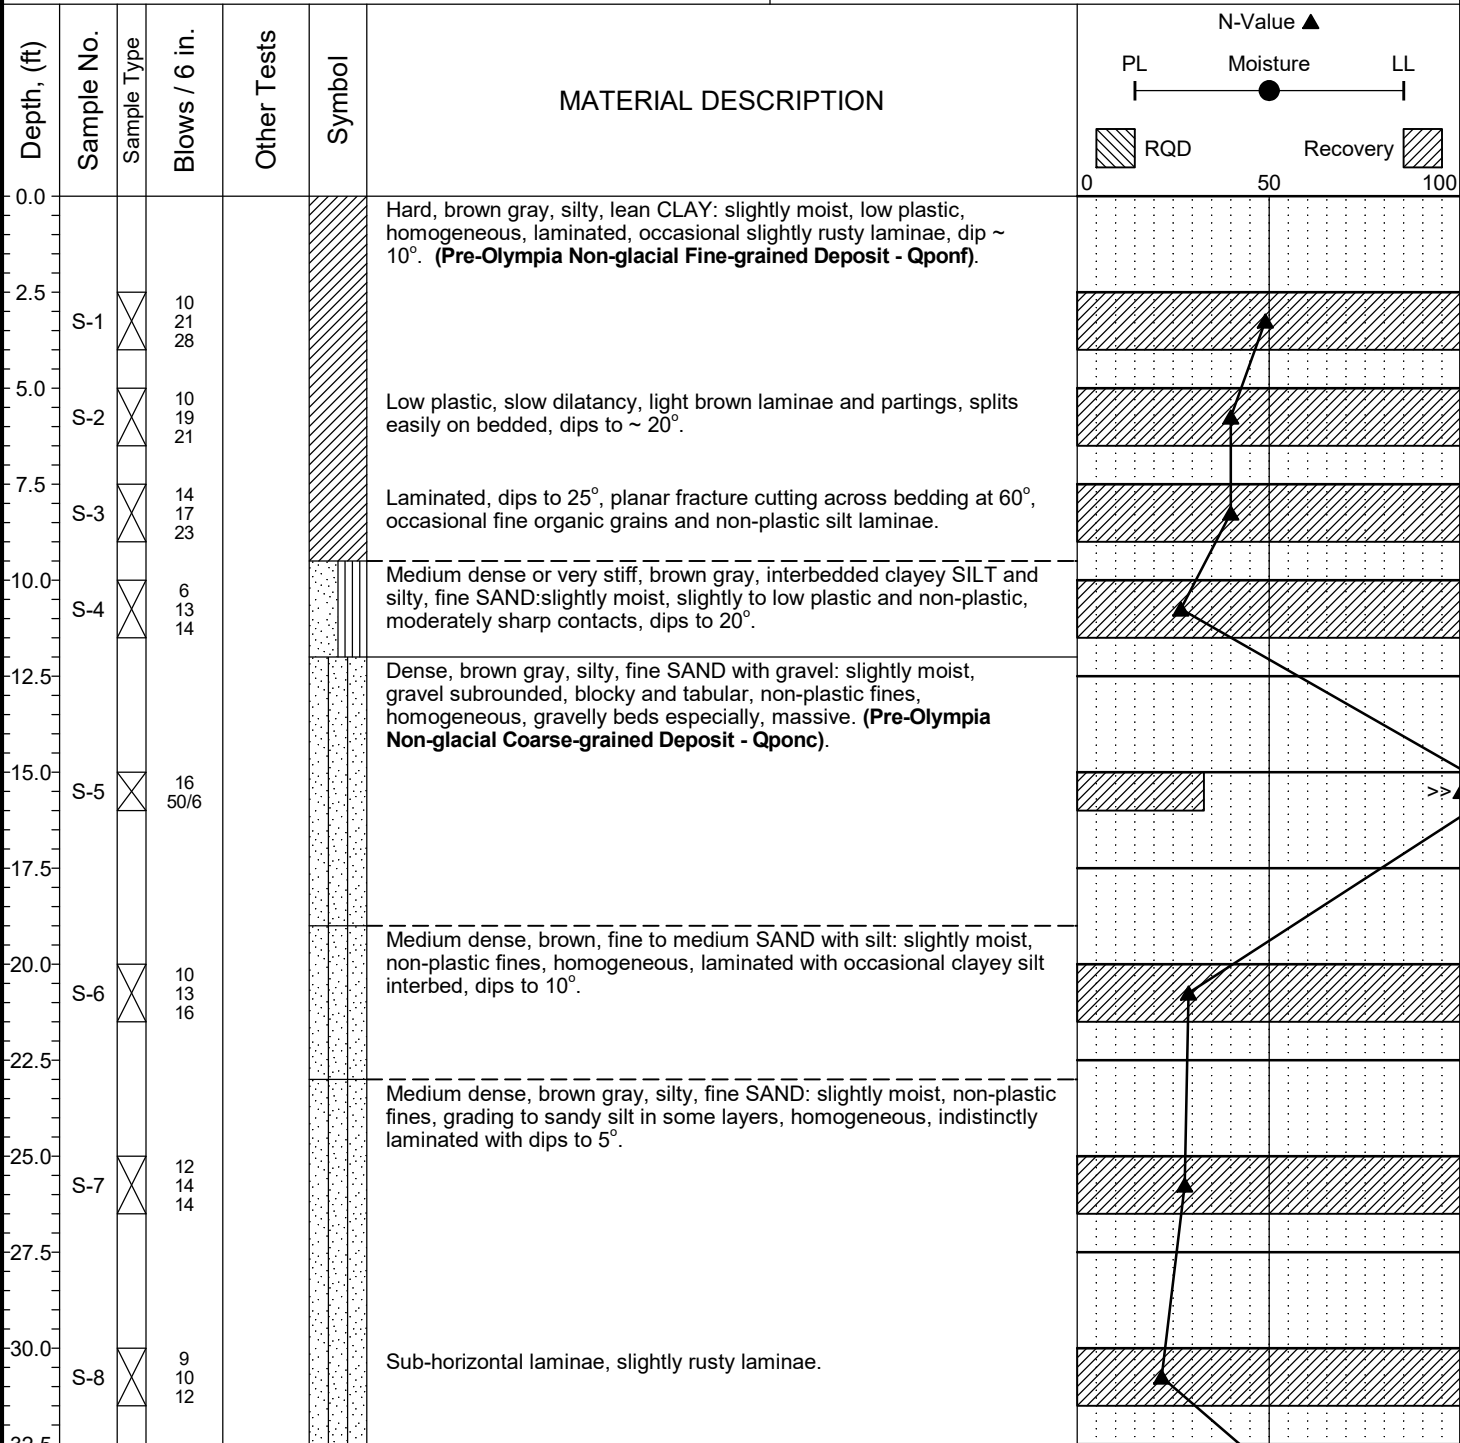 Depth, (ft)
Sample No.
Sample Type
Blows / 6 in.
Other Tests
Symbol
MATERIAL DESCRIPTION
N-Value ▲
PL Moisture LL
RQD Recovery
0 50 100
0.0
Hard, brown gray, silty, lean CLAY: slightly moist, low plastic,
homogeneous, laminated, occasional slightly rusty laminae, dip ~
10°. (Pre-Olympia Non-glacial Fine-grained Deposit - Qponf).
2.5
S-1
10
21
28
5.0
S-2
10
19
21
Low plastic, slow dilatancy, light brown laminae and partings, splits
easily on bedded, dips to ~ 20°.
7.5
S-3
14
17
23
Laminated, dips to 25°, planar fracture cutting across bedding at 60°,
occasional fine organic grains and non-plastic silt laminae.
10.0
S-4
6
13
14
Medium dense or very stiff, brown gray, interbedded clayey SILT and
silty, fine SAND:slightly moist, slightly to low plastic and non-plastic,
moderately sharp contacts, dips to 20°.
12.5
Dense, brown gray, silty, fine SAND with gravel: slightly moist,
gravel subrounded, blocky and tabular, non-plastic fines,
homogeneous, gravelly beds especially, massive. (Pre-Olympia
Non-glacial Coarse-grained Deposit - Qponc).
15.0
S-5
16
50/6
>>▲
17.5
Medium dense, brown, fine to medium SAND with silt: slightly moist,
non-plastic fines, homogeneous, laminated with occasional clayey silt
interbed, dips to 10°.
20.0
S-6
10
13
16
22.5
Medium dense, brown gray, silty, fine SAND: slightly moist, non-plastic
fines, grading to sandy silt in some layers, homogeneous, indistinctly
laminated with dips to 5°.
25.0
S-7
12
14
14
27.5
30.0
S-8
9
10
12
Sub-horizontal laminae, slightly rusty laminae.
32.5